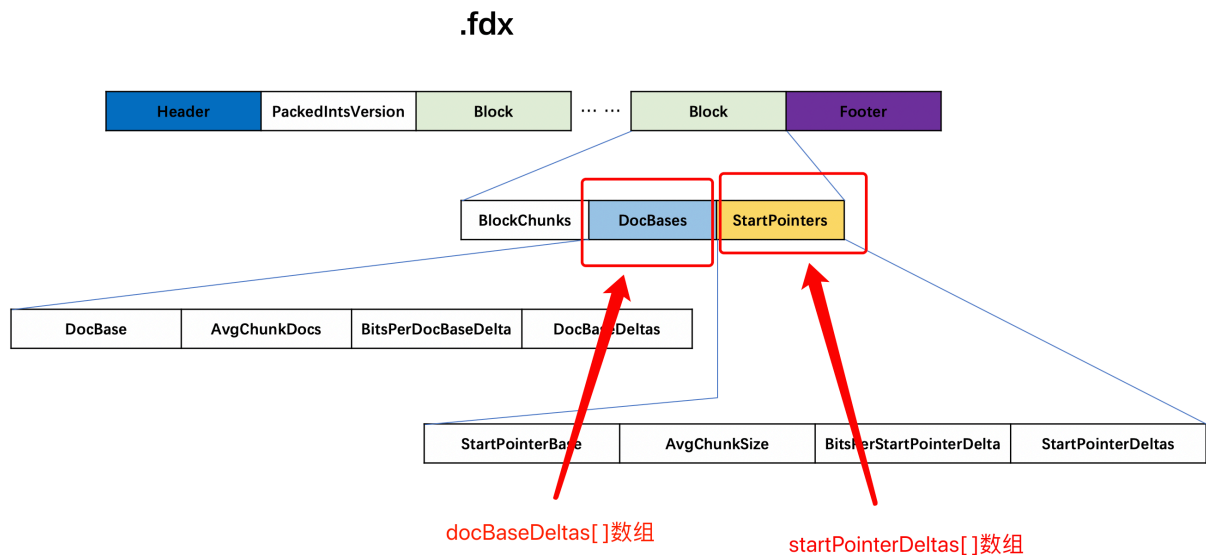 .fdx
Header PackedIntsVersion Block ... ... Block Footer
BlockChunks DocBases StartPointers
DocBase AvgChunkDocs BitsPerDocBaseDelta DocBaseDeltas
StartPointerBase AvgChunkSize BitsPerStartPointerDelta StartPointerDeltas
docBaseDeltas[ ]数组
startPointerDeltas[ ]数组